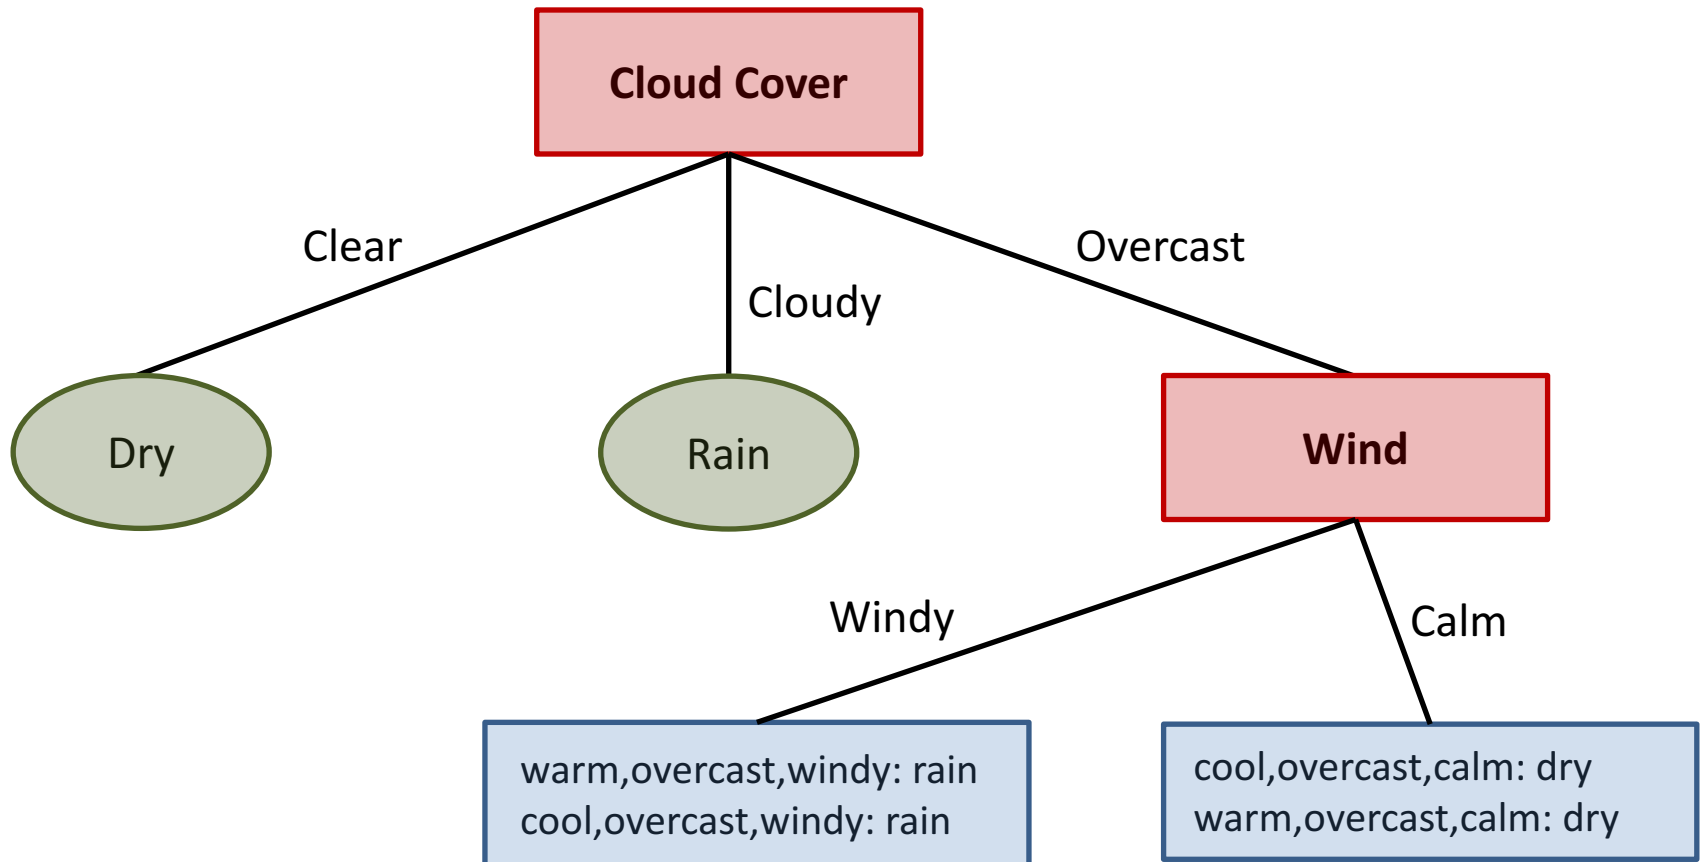 Cloud Cover
Clear
Cloudy
Overcast
Dry
Rain
Wind
Windy
Calm
warm,overcast,windy: rain
cool,overcast,windy: rain
cool,overcast,calm: dry
warm,overcast,calm: dry